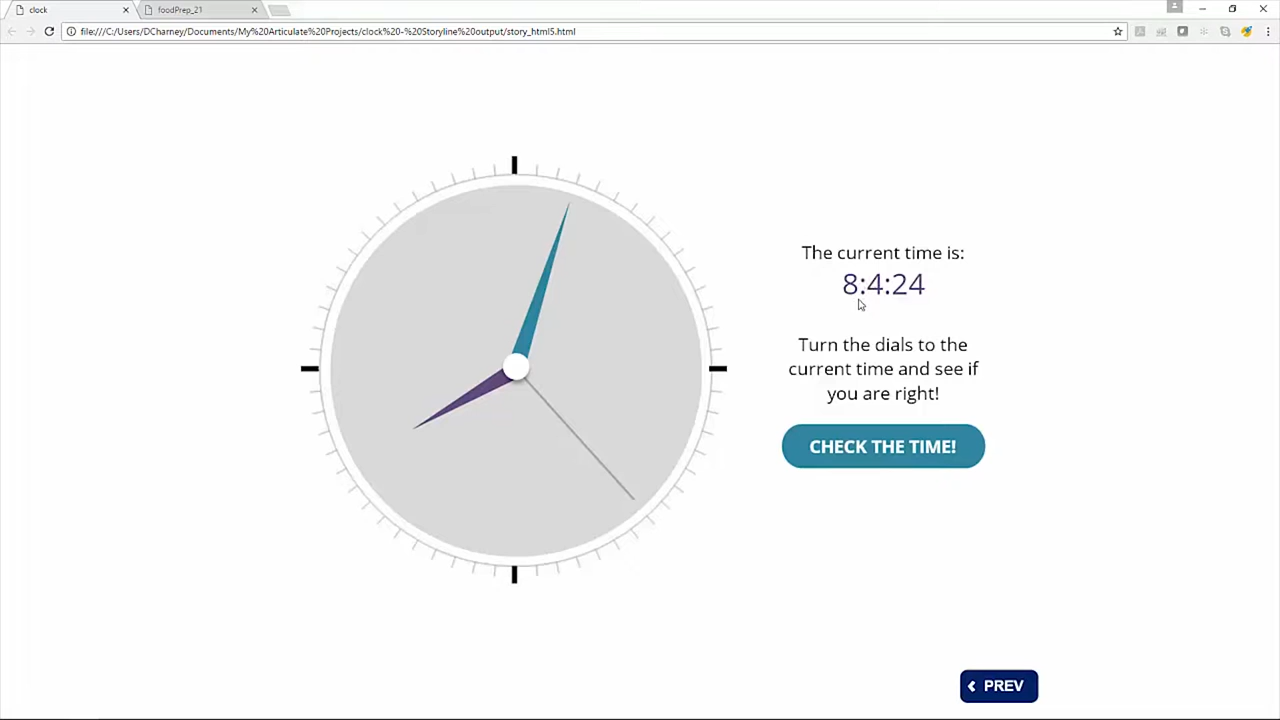 clock
foodPrep_21
file:///C:/Users/DCharney/Documents/My%20Articulate%20Projects/clock%20-%20Storyline%20output/story_html5.html
The current time is:
8:4:24
Turn the dials to the
current time and see if
you are right!
CHECK THE TIME!
PREV